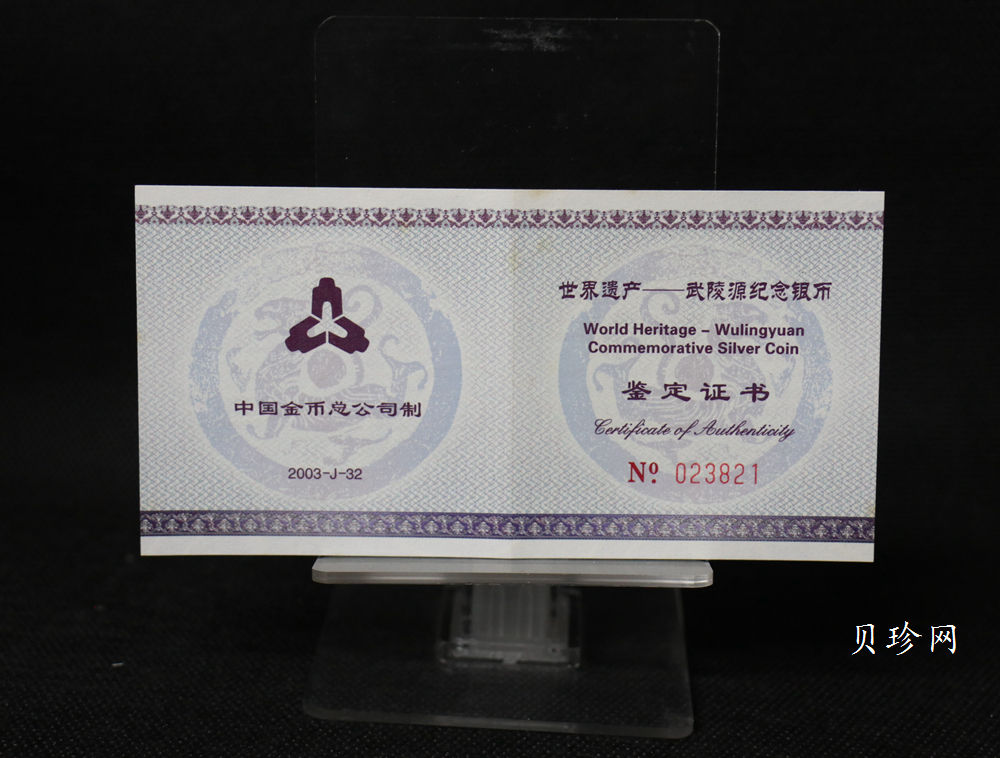 中国金币总公司制
2003-J-32
世界遗产——武陵源纪念银币
World Heritage – Wulingyuan
Commemorative Silver Coin
鉴定证书
Certificate of Authenticity
Nº 023821
贝珍网